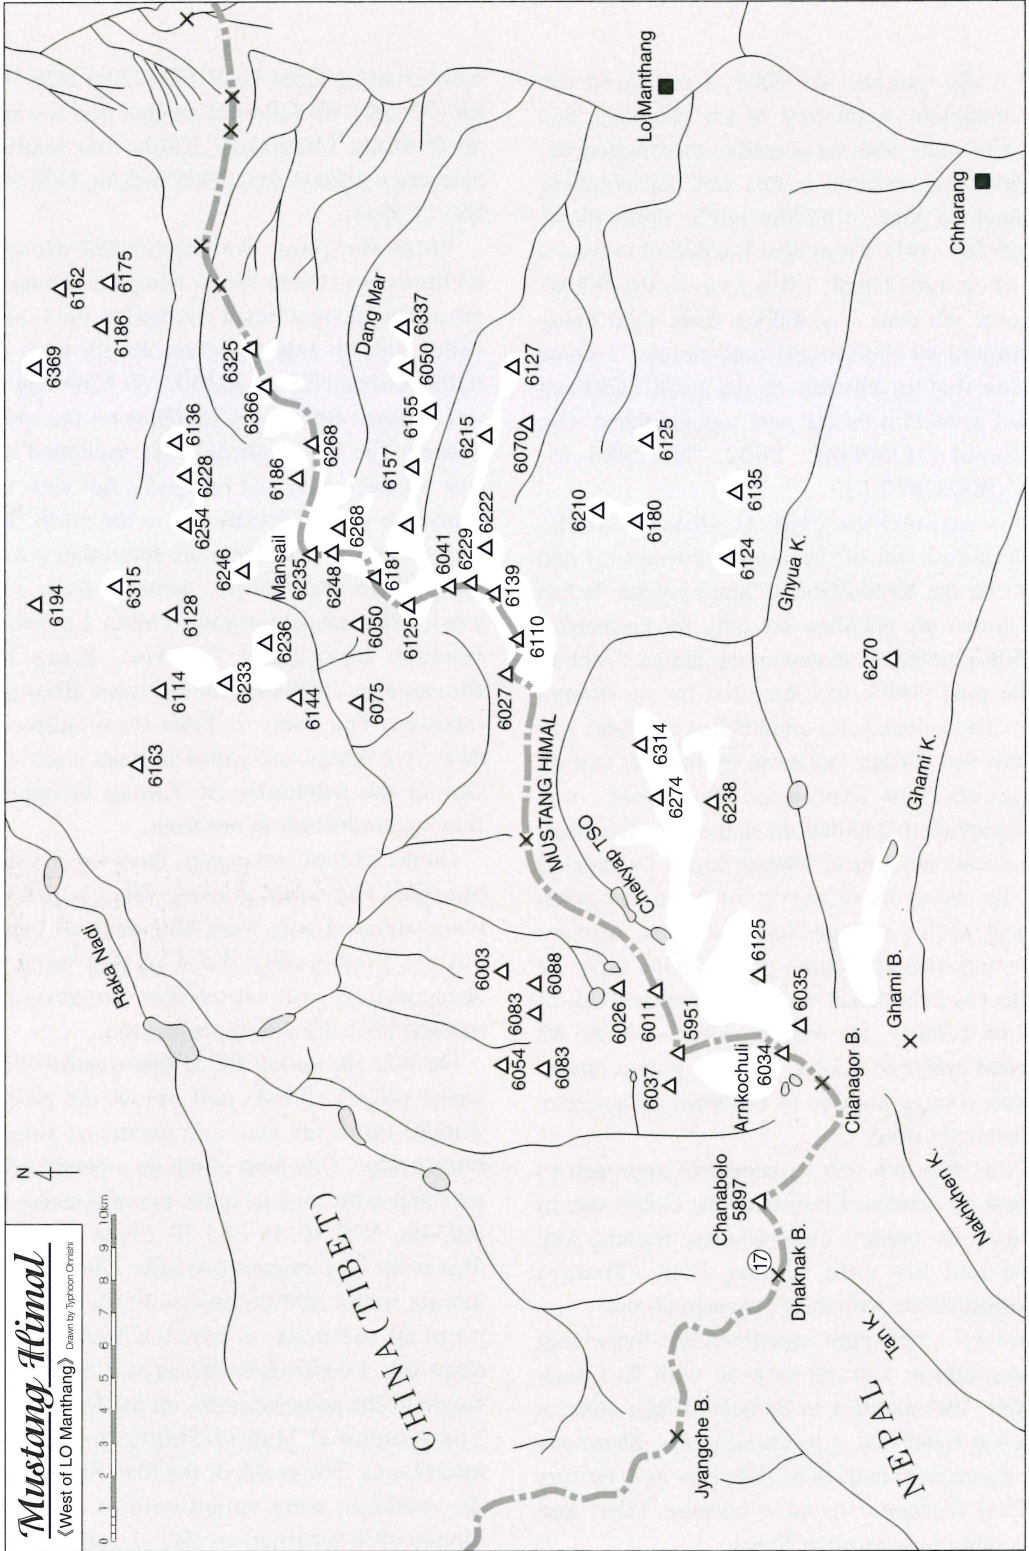 Mustang Himal
《West of LO Manthang》 Drawn by Typhoon Ohnishi
0 1 2 3 4 5 6 7 8 9 10km
N
CHINA (TIBET)
NEPAL
Raka Nadi
MUSTANG HIMAL
Mansail
Dang Mar
Lo Manthang
Chharang
Chekyap TSO
Ghyua K.
Ghami K.
Ghami B.
Nakhkhen K.
Tan K.
Jyangche B.
Dhaknak B.
17
Chanabolo
5897
Chanagor B.
Arnikochuli
6034
6035
6125
5951
6037
6011
6026
6083
6054
6083
6088
6003
6238
6274
6314
6270
6163
6114
6233
6236
6144
6075
6050
6194
6315
6128
6246
6254
6228
6136
6369
6186
6162
6175
6325
6366
6268
6186
6235
6248
6268
6181
6125
6041
6229
6222
6139
6110
6027
6157
6155
6050
6337
6215
6070
6127
6210
6180
6125
6135
6124